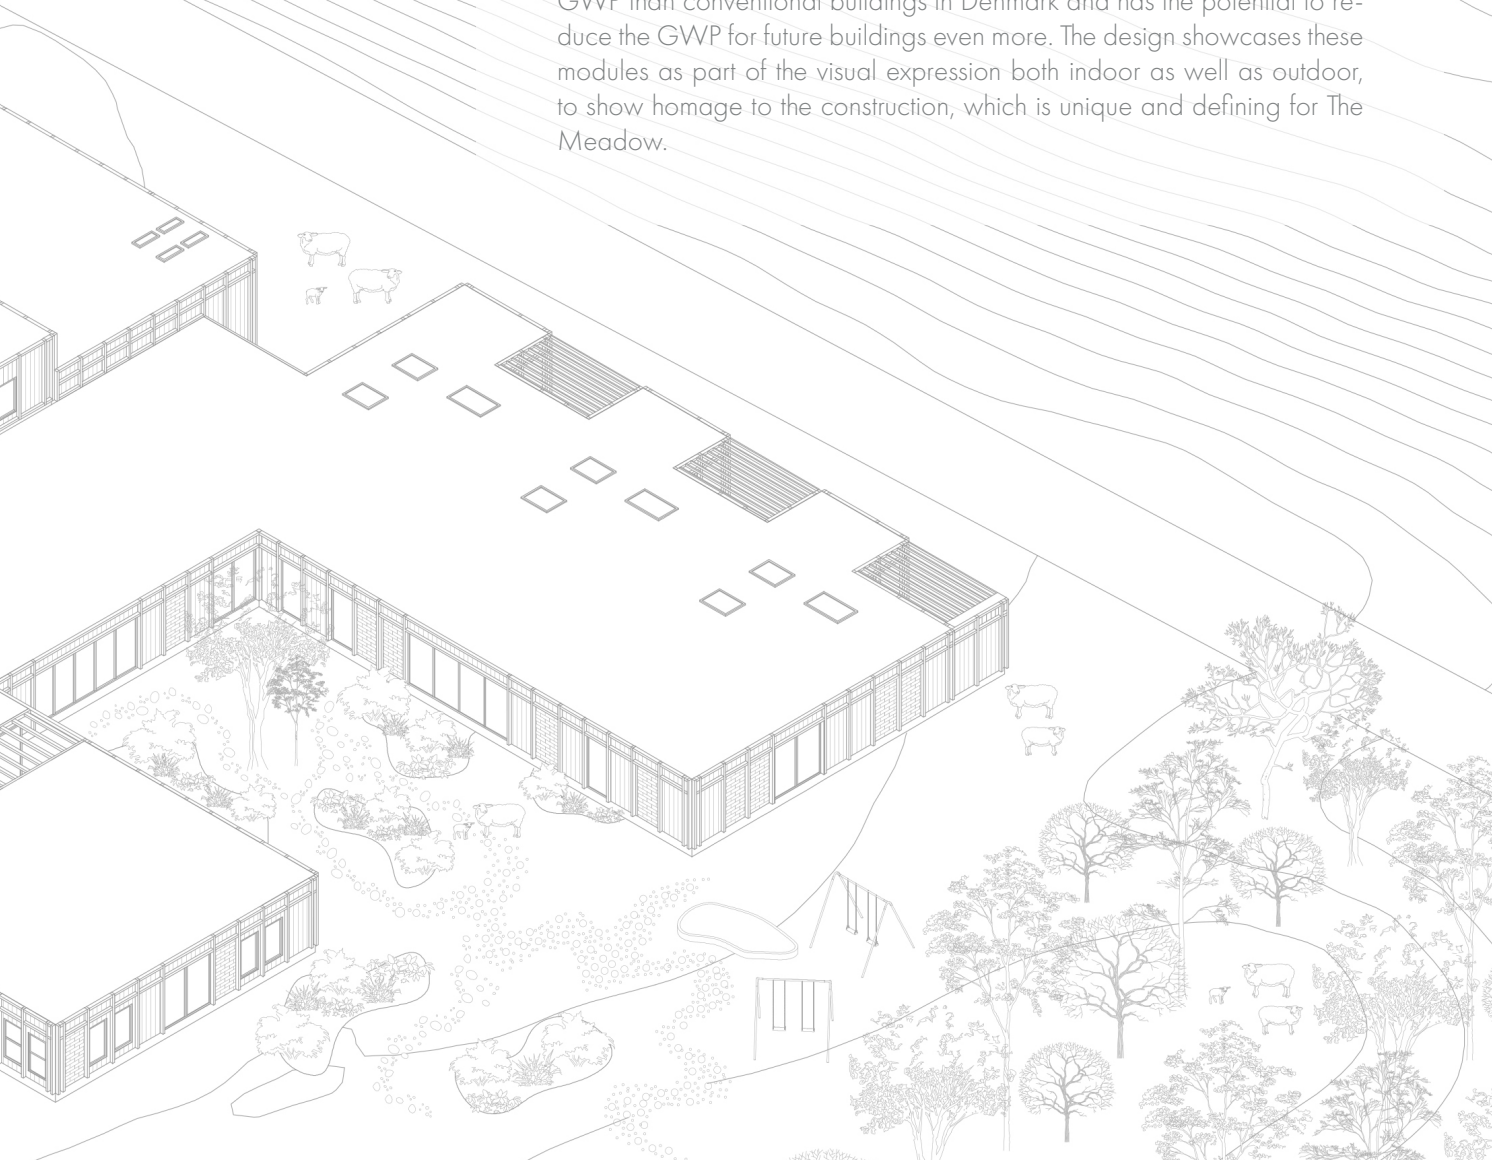 GWP than conventional buildings in Denmark and has the potential to re-
duce the GWP for future buildings even more. The design showcases these
modules as part of the visual expression both indoor as well as outdoor,
to show homage to the construction, which is unique and defining for The
Meadow.